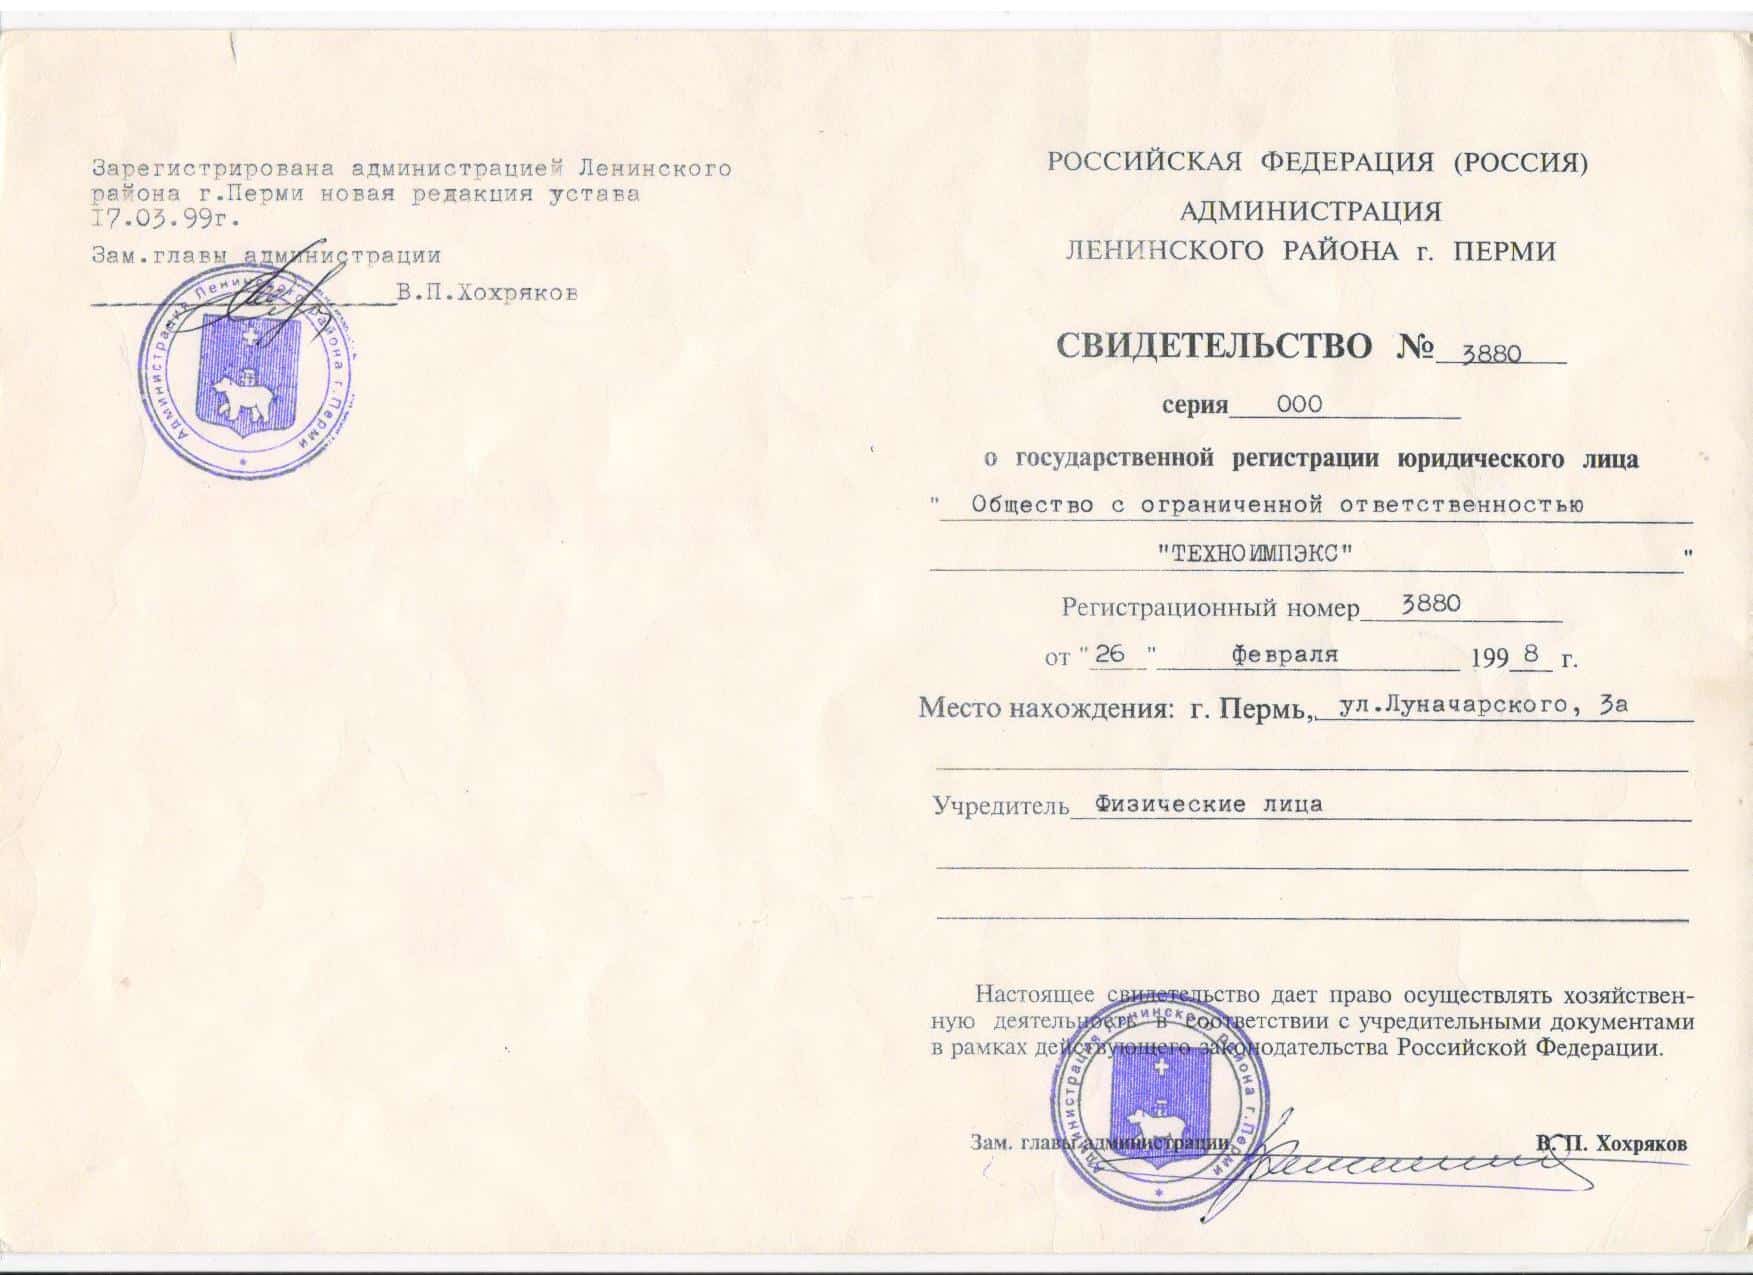 Зарегистрирована администрацией Ленинского
района г.Перми новая редакция устава
17.03.99г.
Зам.главы администрации
В.П.Хохряков
Администрация Ленинского района г.Перми
РОССИЙСКАЯ ФЕДЕРАЦИЯ (РОССИЯ)
АДМИНИСТРАЦИЯ
ЛЕНИНСКОГО РАЙОНА г. ПЕРМИ
СВИДЕТЕЛЬСТВО № 3880
серия 000
о государственной регистрации юридического лица
" Общество с ограниченной ответственностью
"ТЕХНОИМПЭКС" "
Регистрационный номер 3880
от "26" февраля 1998 г.
Место нахождения: г. Пермь, ул.Луначарского, 3а
Учредитель Физические лица
Настоящее свидетельство дает право осуществлять хозяйствен-
ную деятельность в соответствии с учредительными документами
в рамках действующего законодательства Российской Федерации.
Зам. главы администрации В. П. Хохряков
Администрация Ленинского района г.Перми